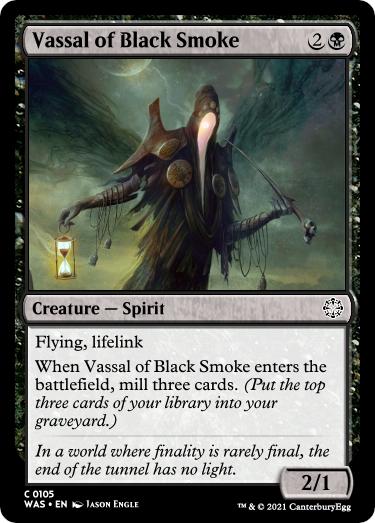 Vassal of Black Smoke 2
Creature — Spirit
Flying, lifelink
When Vassal of Black Smoke enters the
battlefield, mill three cards. (Put the top
three cards of your library into your
graveyard.)
In a world where finality is rarely final, the
end of the tunnel has no light.
2/1
C 0105
WAS • EN JASON ENGLE
™ & © 2021 CanterburyEgg